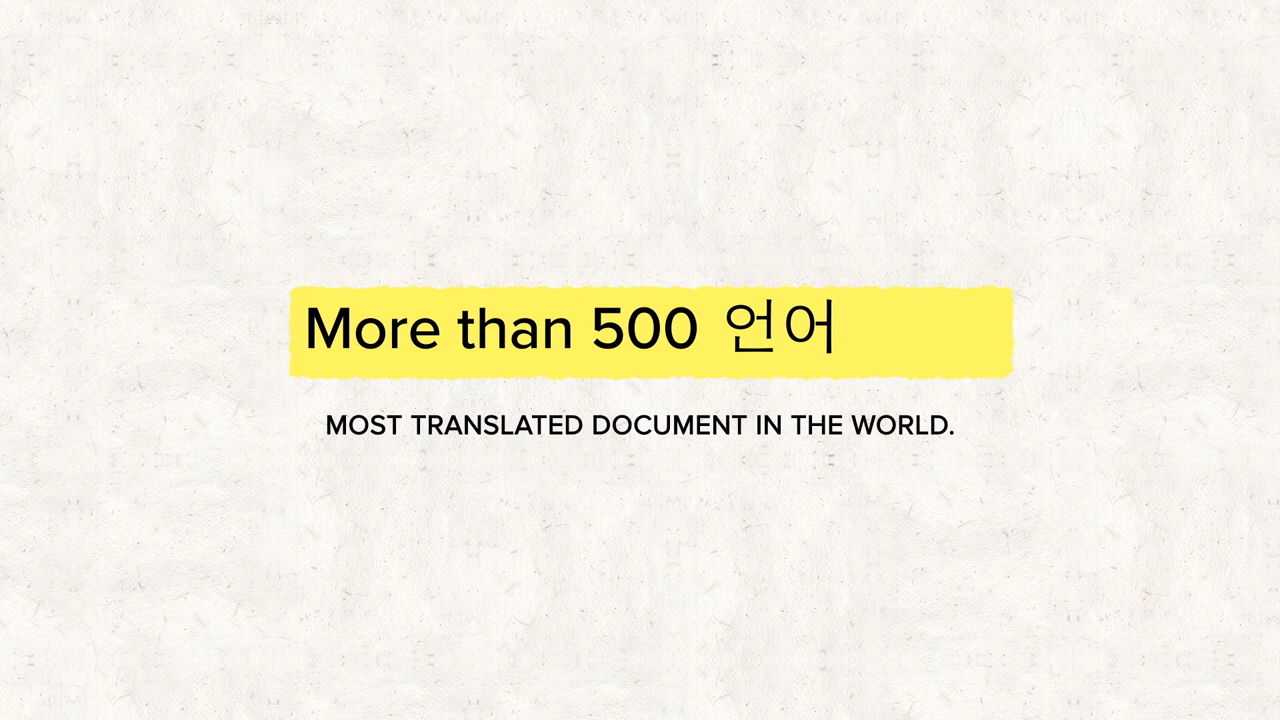 More than 500 언어
MOST TRANSLATED DOCUMENT IN THE WORLD.